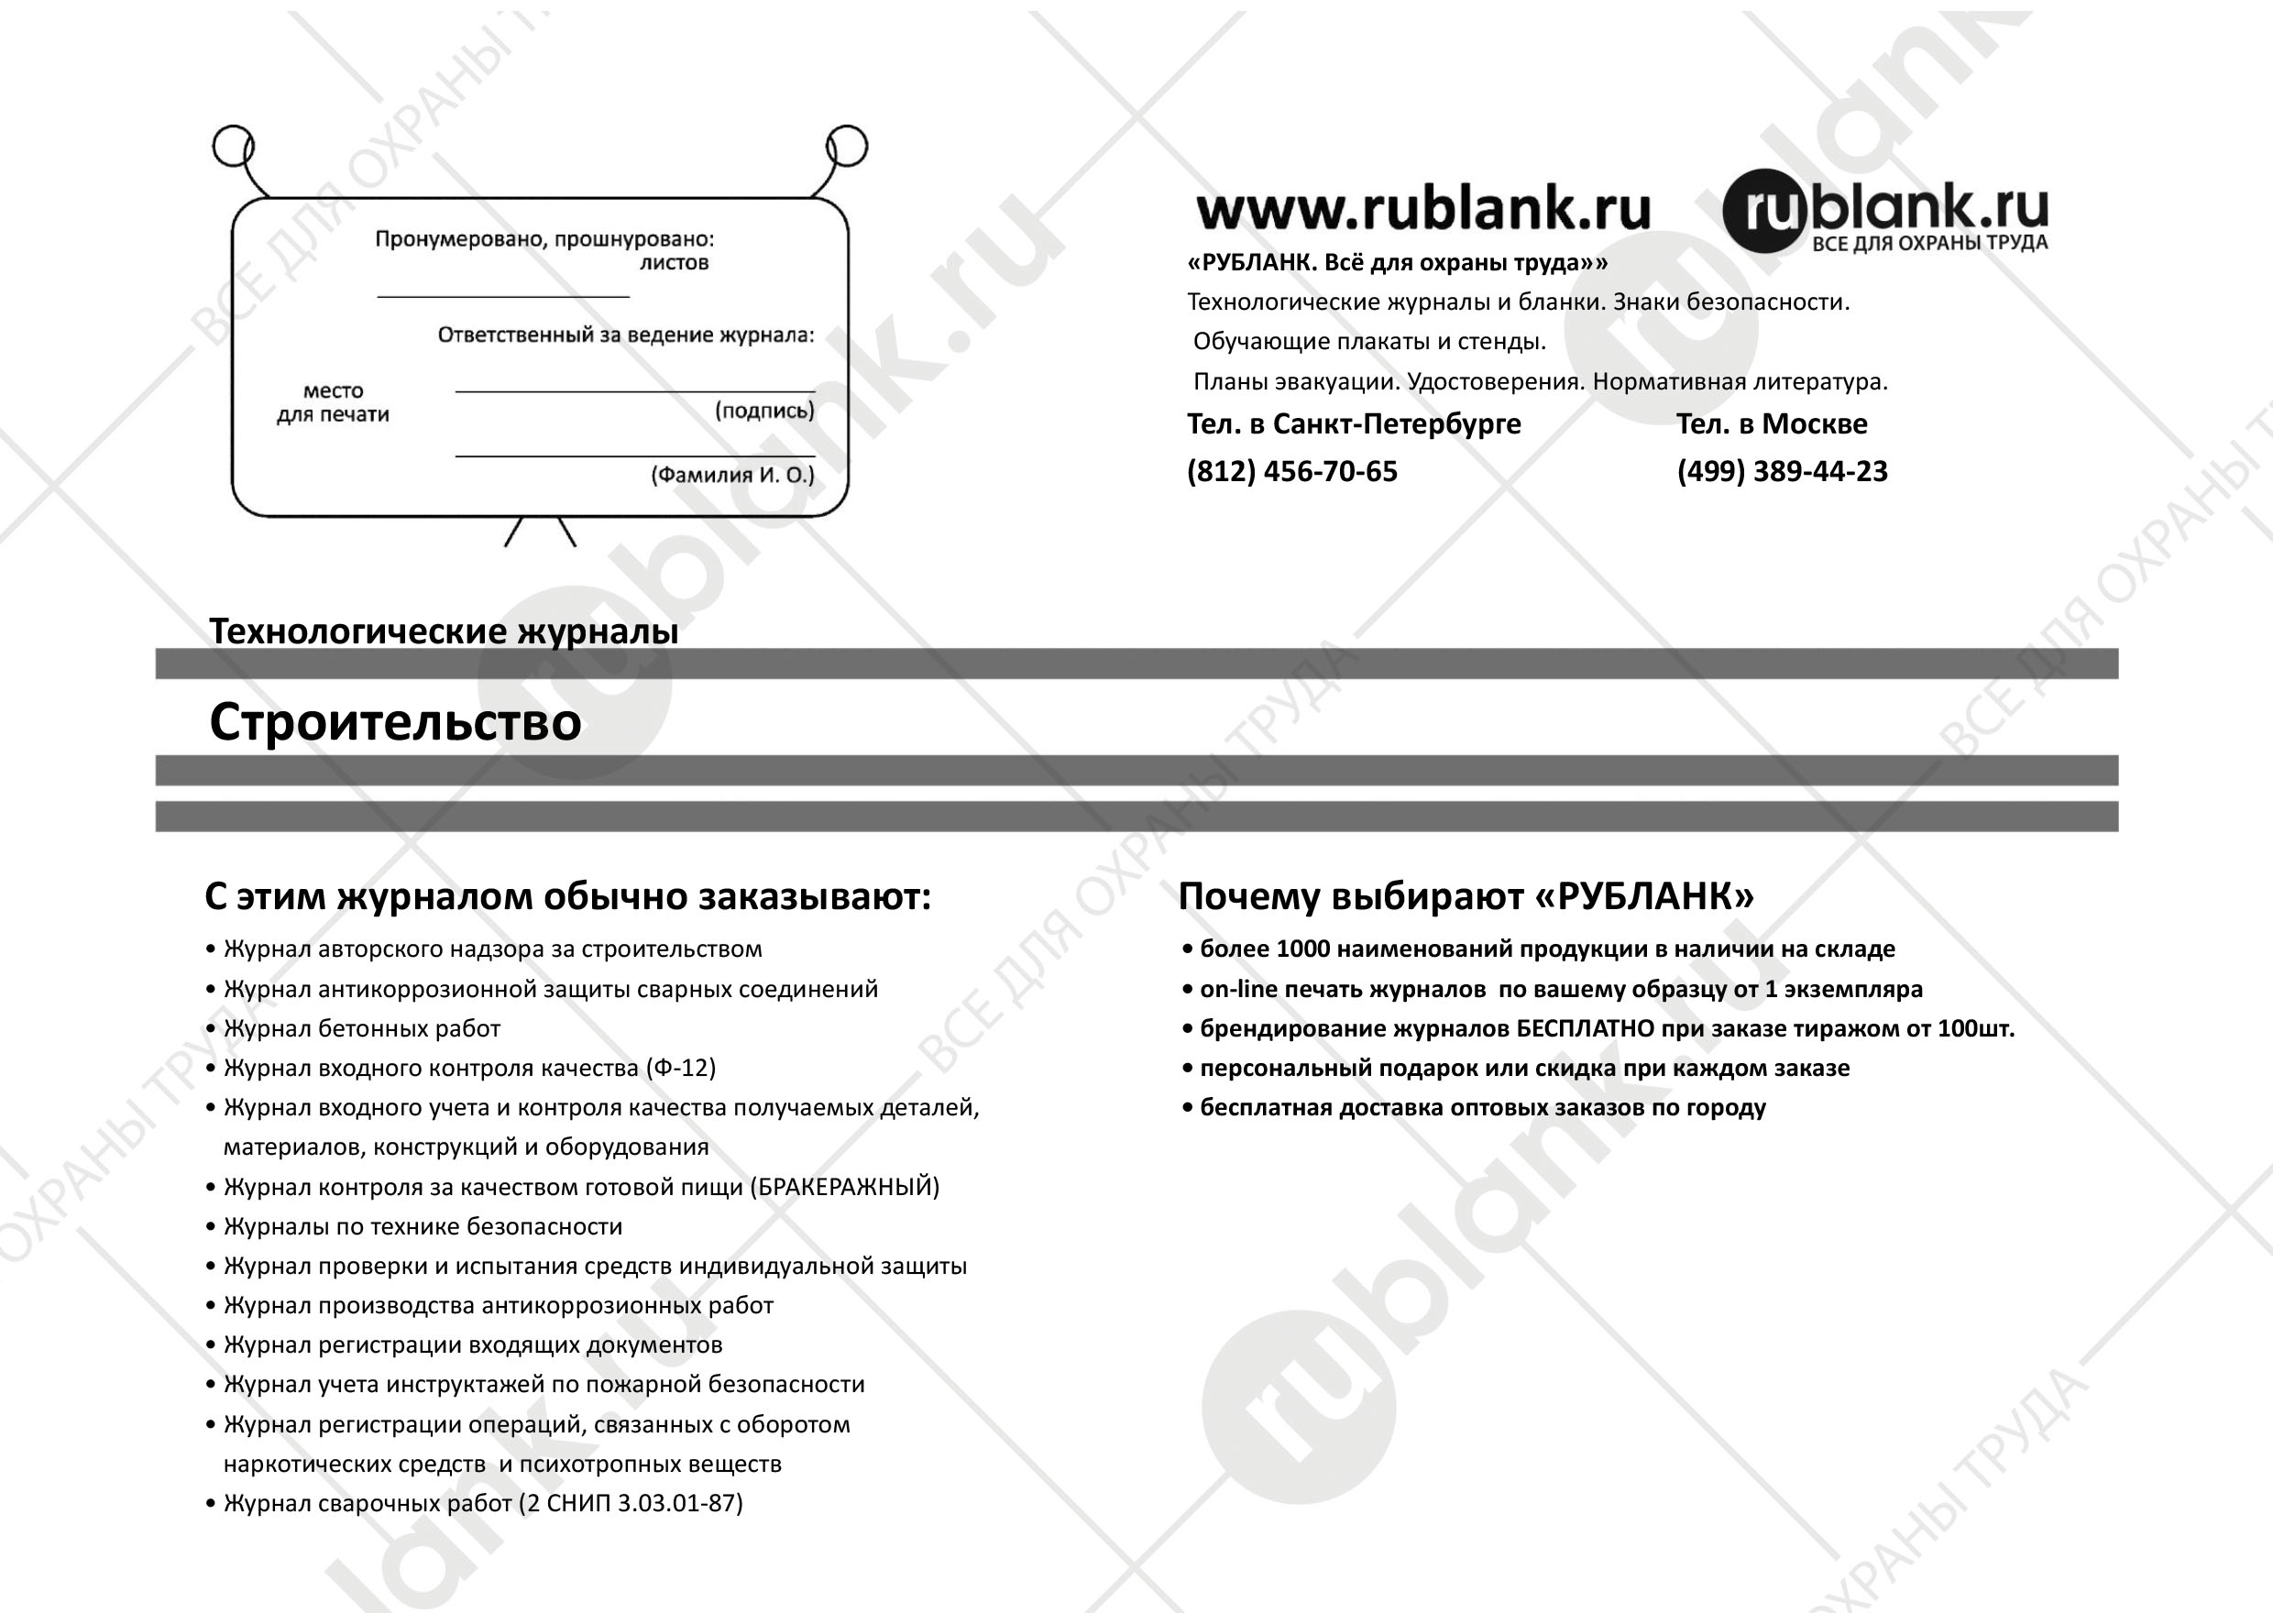 Пронумеровано, прошнуровано:
листов
Ответственный за ведение журнала:
место
для печати
(подпись)
(Фамилия И. О.)
www.rublank.ru
rublank.ru
ВСЕ ДЛЯ ОХРАНЫ ТРУДА
«РУБЛАНК. Всё для охраны труда»»
Технологические журналы и бланки. Знаки безопасности.
Обучающие плакаты и стенды.
Планы эвакуации. Удостоверения. Нормативная литература.
Тел. в Санкт-Петербурге
Тел. в Москве
(812) 456-70-65
(499) 389-44-23
Технологические журналы
Строительство
С этим журналом обычно заказывают:
• Журнал авторского надзора за строительством
• Журнал антикоррозионной защиты сварных соединений
• Журнал бетонных работ
• Журнал входного контроля качества (Ф-12)
• Журнал входного учета и контроля качества получаемых деталей,
материалов, конструкций и оборудования
• Журнал контроля за качеством готовой пищи (БРАКЕРАЖНЫЙ)
• Журналы по технике безопасности
• Журнал проверки и испытания средств индивидуальной защиты
• Журнал производства антикоррозионных работ
• Журнал регистрации входящих документов
• Журнал учета инструктажей по пожарной безопасности
• Журнал регистрации операций, связанных с оборотом
наркотических средств и психотропных веществ
• Журнал сварочных работ (2 СНИП 3.03.01-87)
Почему выбирают «РУБЛАНК»
• более 1000 наименований продукции в наличии на складе
• on-line печать журналов по вашему образцу от 1 экземпляра
• брендирование журналов БЕСПЛАТНО при заказе тиражом от 100шт.
• персональный подарок или скидка при каждом заказе
• бесплатная доставка оптовых заказов по городу
rublank.ru
ВСЕ ДЛЯ ОХРАНЫ ТРУДА
rublank.ru